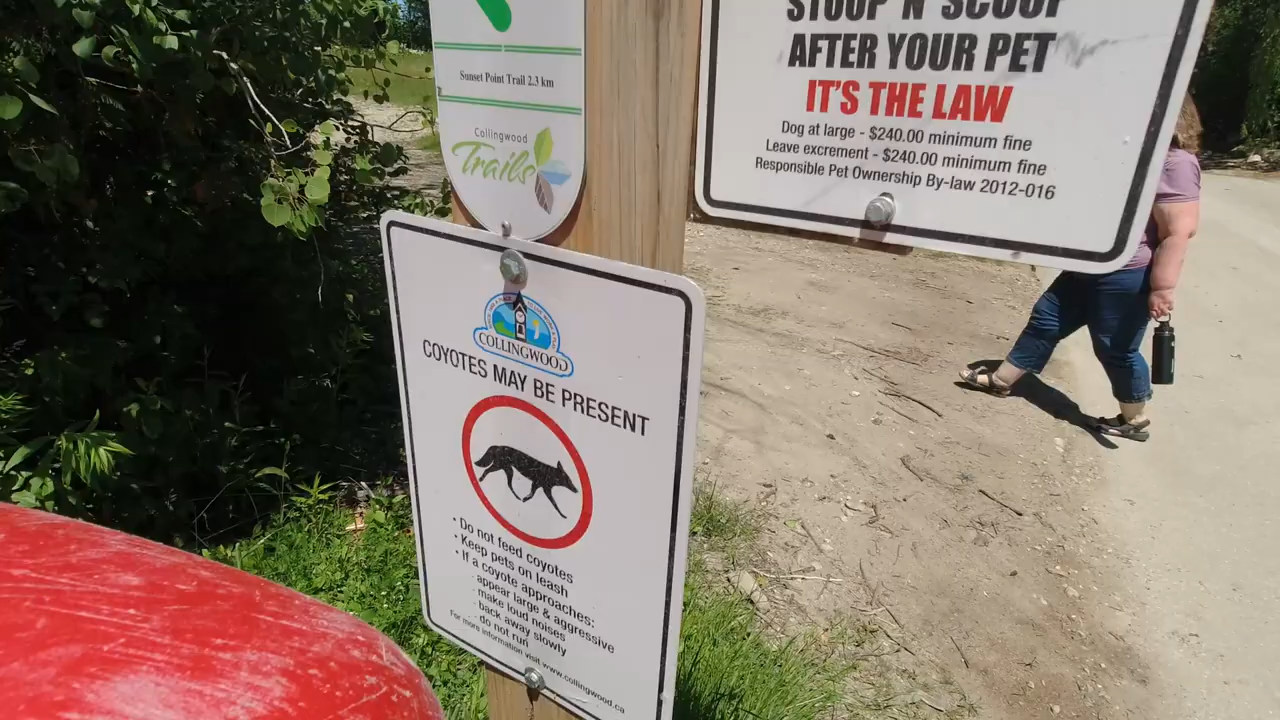 Sunset Point Trail 2.3 km
Collingwood
Trails
STOOP N' SCOOP
AFTER YOUR PET
IT'S THE LAW
Dog at large - $240.00 minimum fine
Leave excrement - $240.00 minimum fine
Responsible Pet Ownership By-law 2012-016
COLLINGWOOD
COYOTES MAY BE PRESENT
• Do not feed coyotes
• Keep pets on leash
• If a coyote approaches:
- appear large & aggressive
- make loud noises
- back away slowly
- do not run
For more information visit www.collingwood.ca